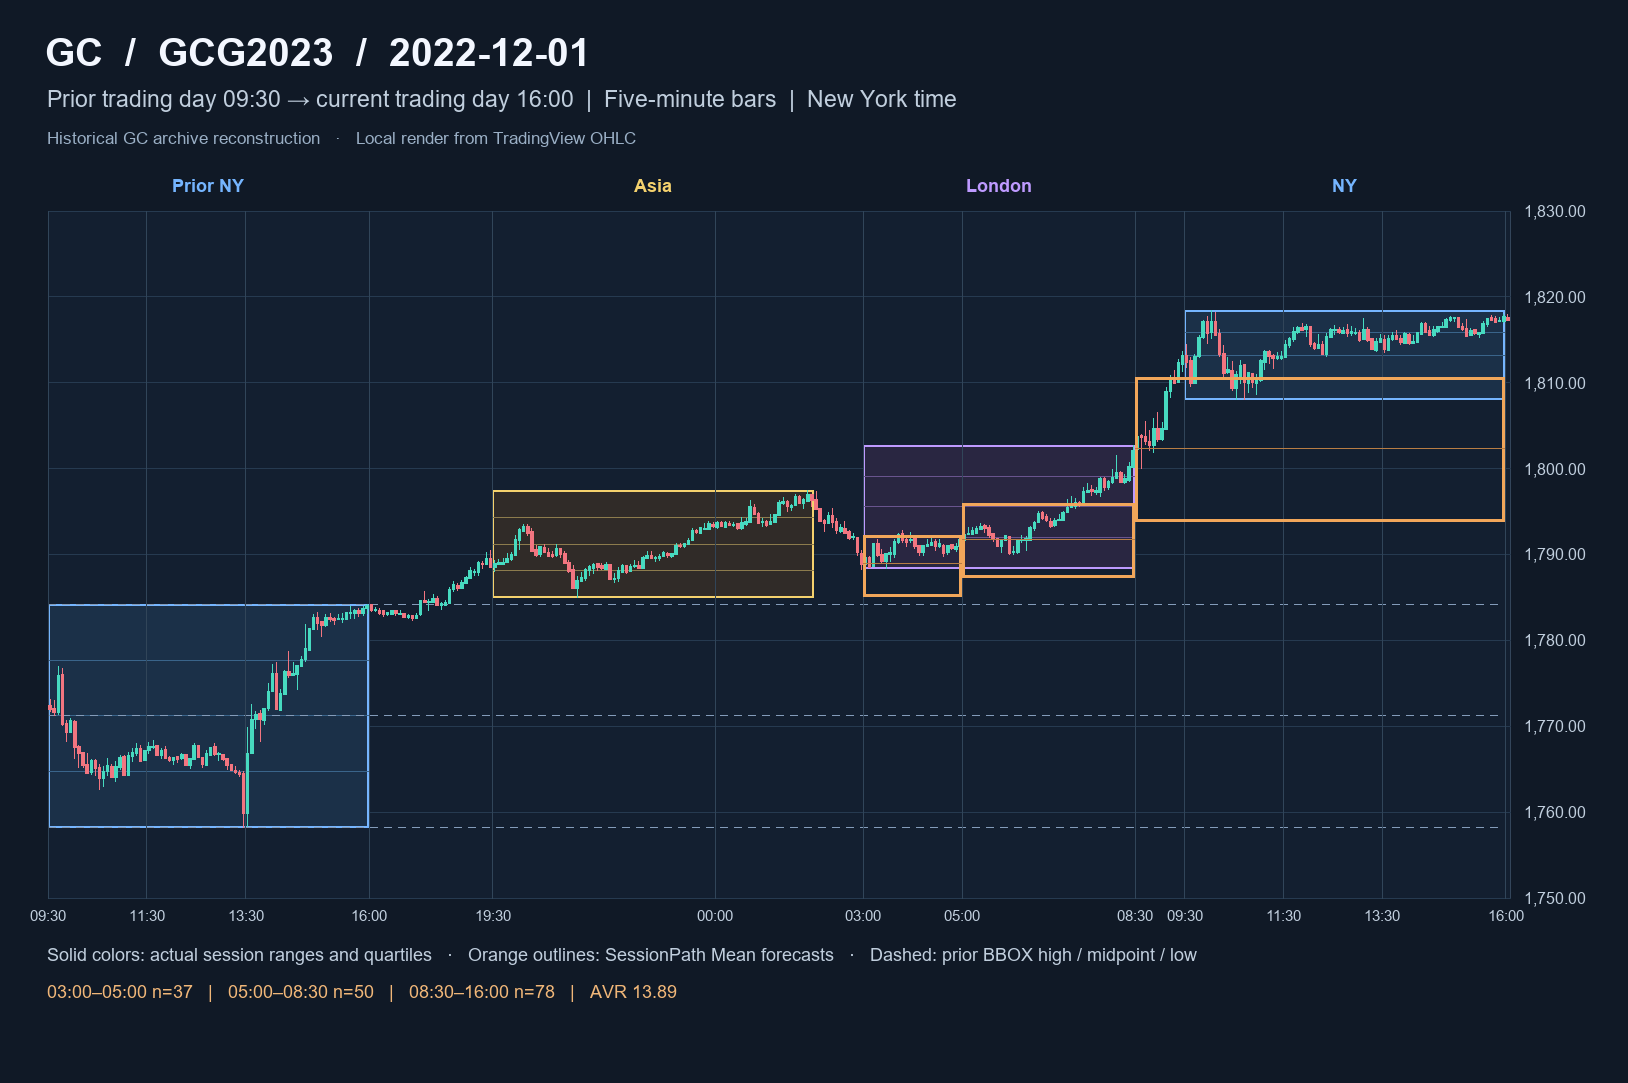 GC / GCG2023 / 2022-12-01
Prior trading day 09:30 → current trading day 16:00 | Five-minute bars | New York time
Historical GC archive reconstruction · Local render from TradingView OHLC
Prior NY Asia London NY
1,830.00
1,820.00
1,810.00
1,800.00
1,790.00
1,780.00
1,770.00
1,760.00
1,750.00
09:30 11:30 13:30 16:00 19:30 00:00 03:00 05:00 08:30 09:30 11:30 13:30 16:00
Solid colors: actual session ranges and quartiles · Orange outlines: SessionPath Mean forecasts · Dashed: prior BBOX high / midpoint / low
03:00–05:00 n=37 | 05:00–08:30 n=50 | 08:30–16:00 n=78 | AVR 13.89